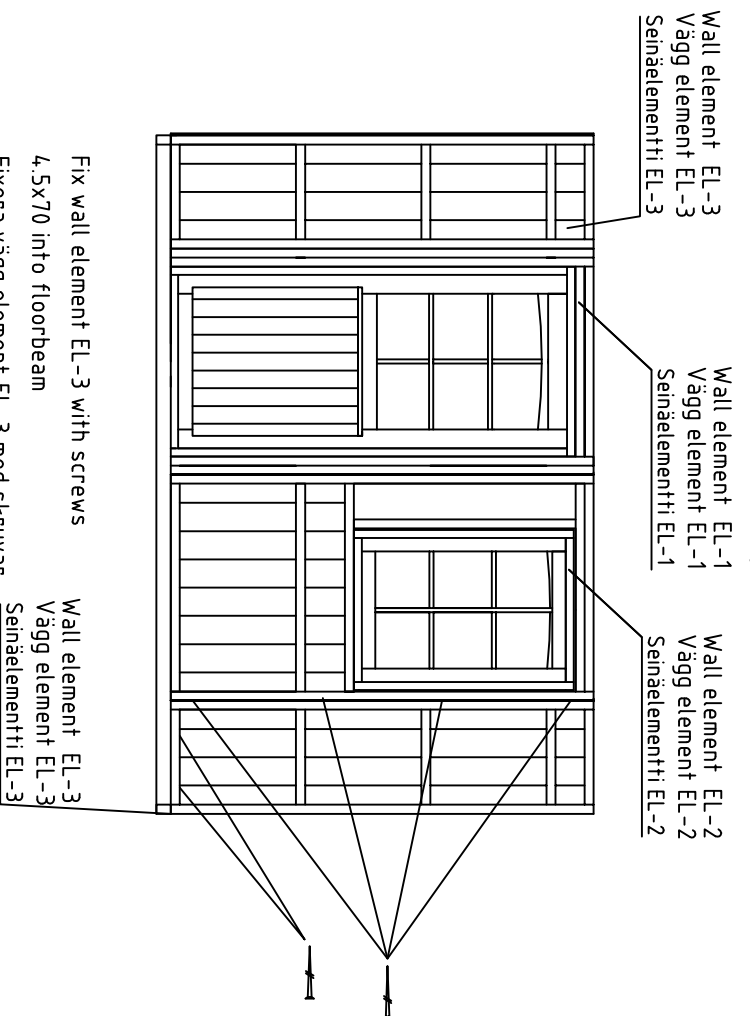 Wall element EL-3
Vägg element EL-3
Seinäelementti EL-3
Wall element EL-1
Vägg element EL-1
Seinäelementti EL-1
Wall element EL-2
Vägg element EL-2
Seinäelementti EL-2
Fix wall element EL-3 with screws
4.5x70 into floorbeam
Wall element EL-3
Vägg element EL-3
Seinäelementti EL-3